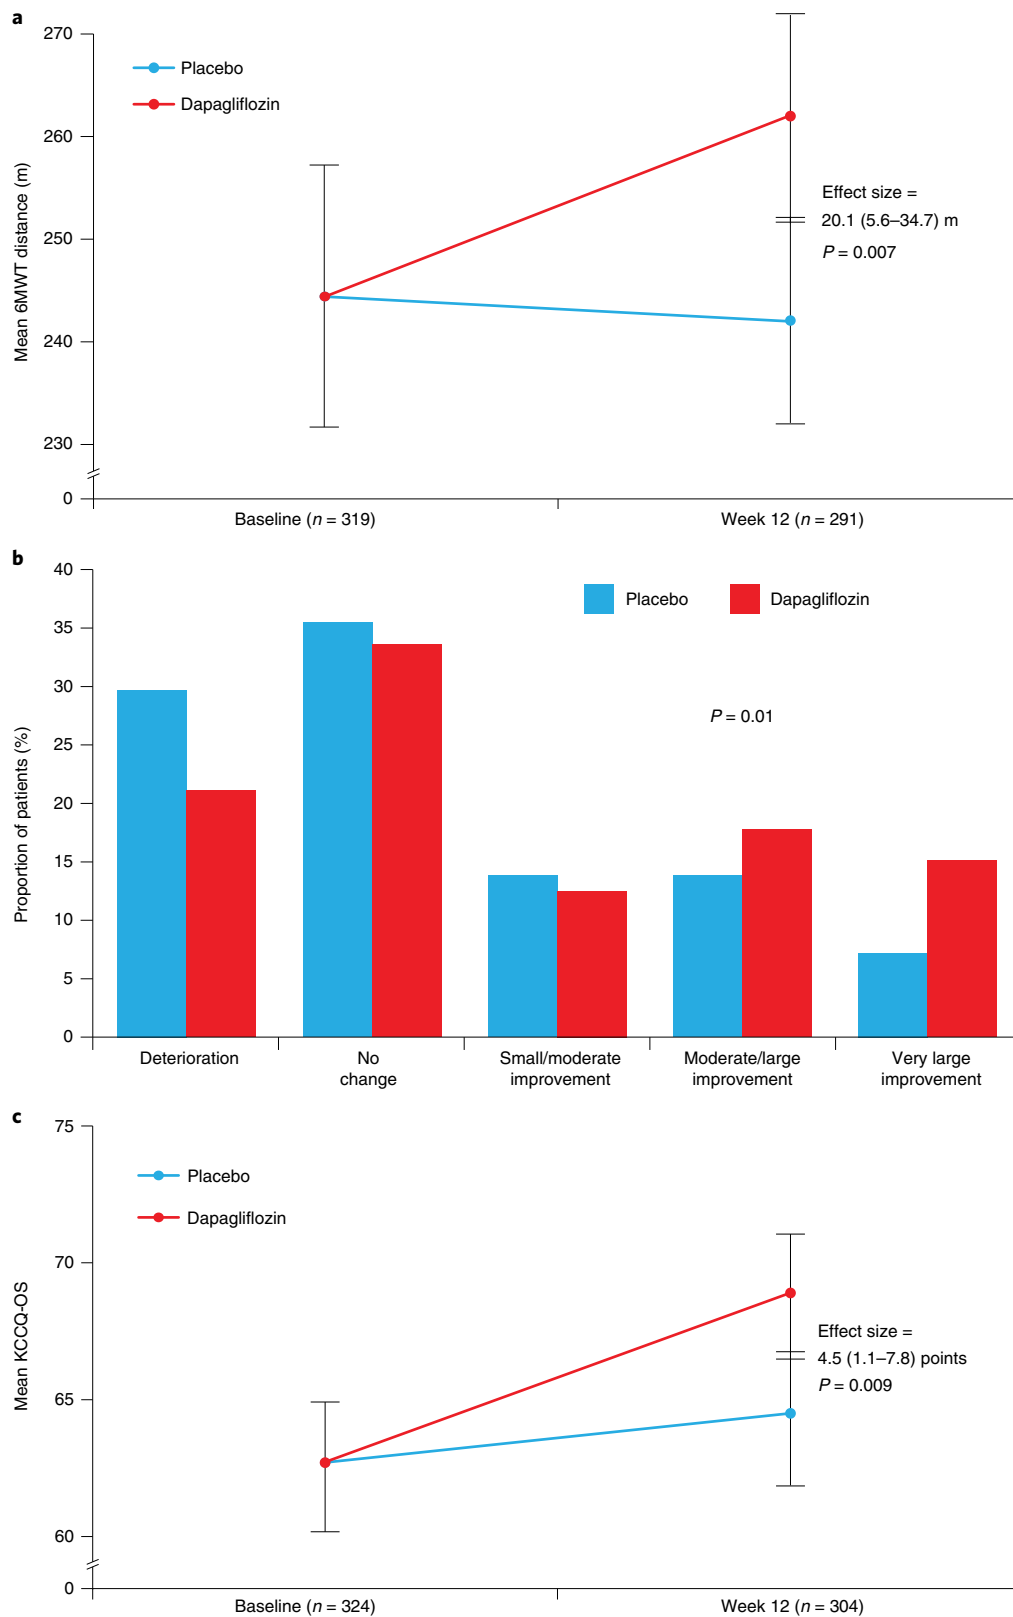 a
270
260
250
240
230
0
Mean 6MWT distance (m)
Placebo
Dapagliflozin
Effect size =
20.1 (5.6–34.7) m
P = 0.007
Baseline (n = 319)
Week 12 (n = 291)
b
40
35
30
25
20
15
10
5
0
Proportion of patients (%)
Placebo
Dapagliflozin
P = 0.01
Deterioration
No
change
Small/moderate
improvement
Moderate/large
improvement
Very large
improvement
c
75
70
65
60
0
Mean KCCQ-OS
Placebo
Dapagliflozin
Effect size =
4.5 (1.1–7.8) points
P = 0.009
Baseline (n = 324)
Week 12 (n = 304)